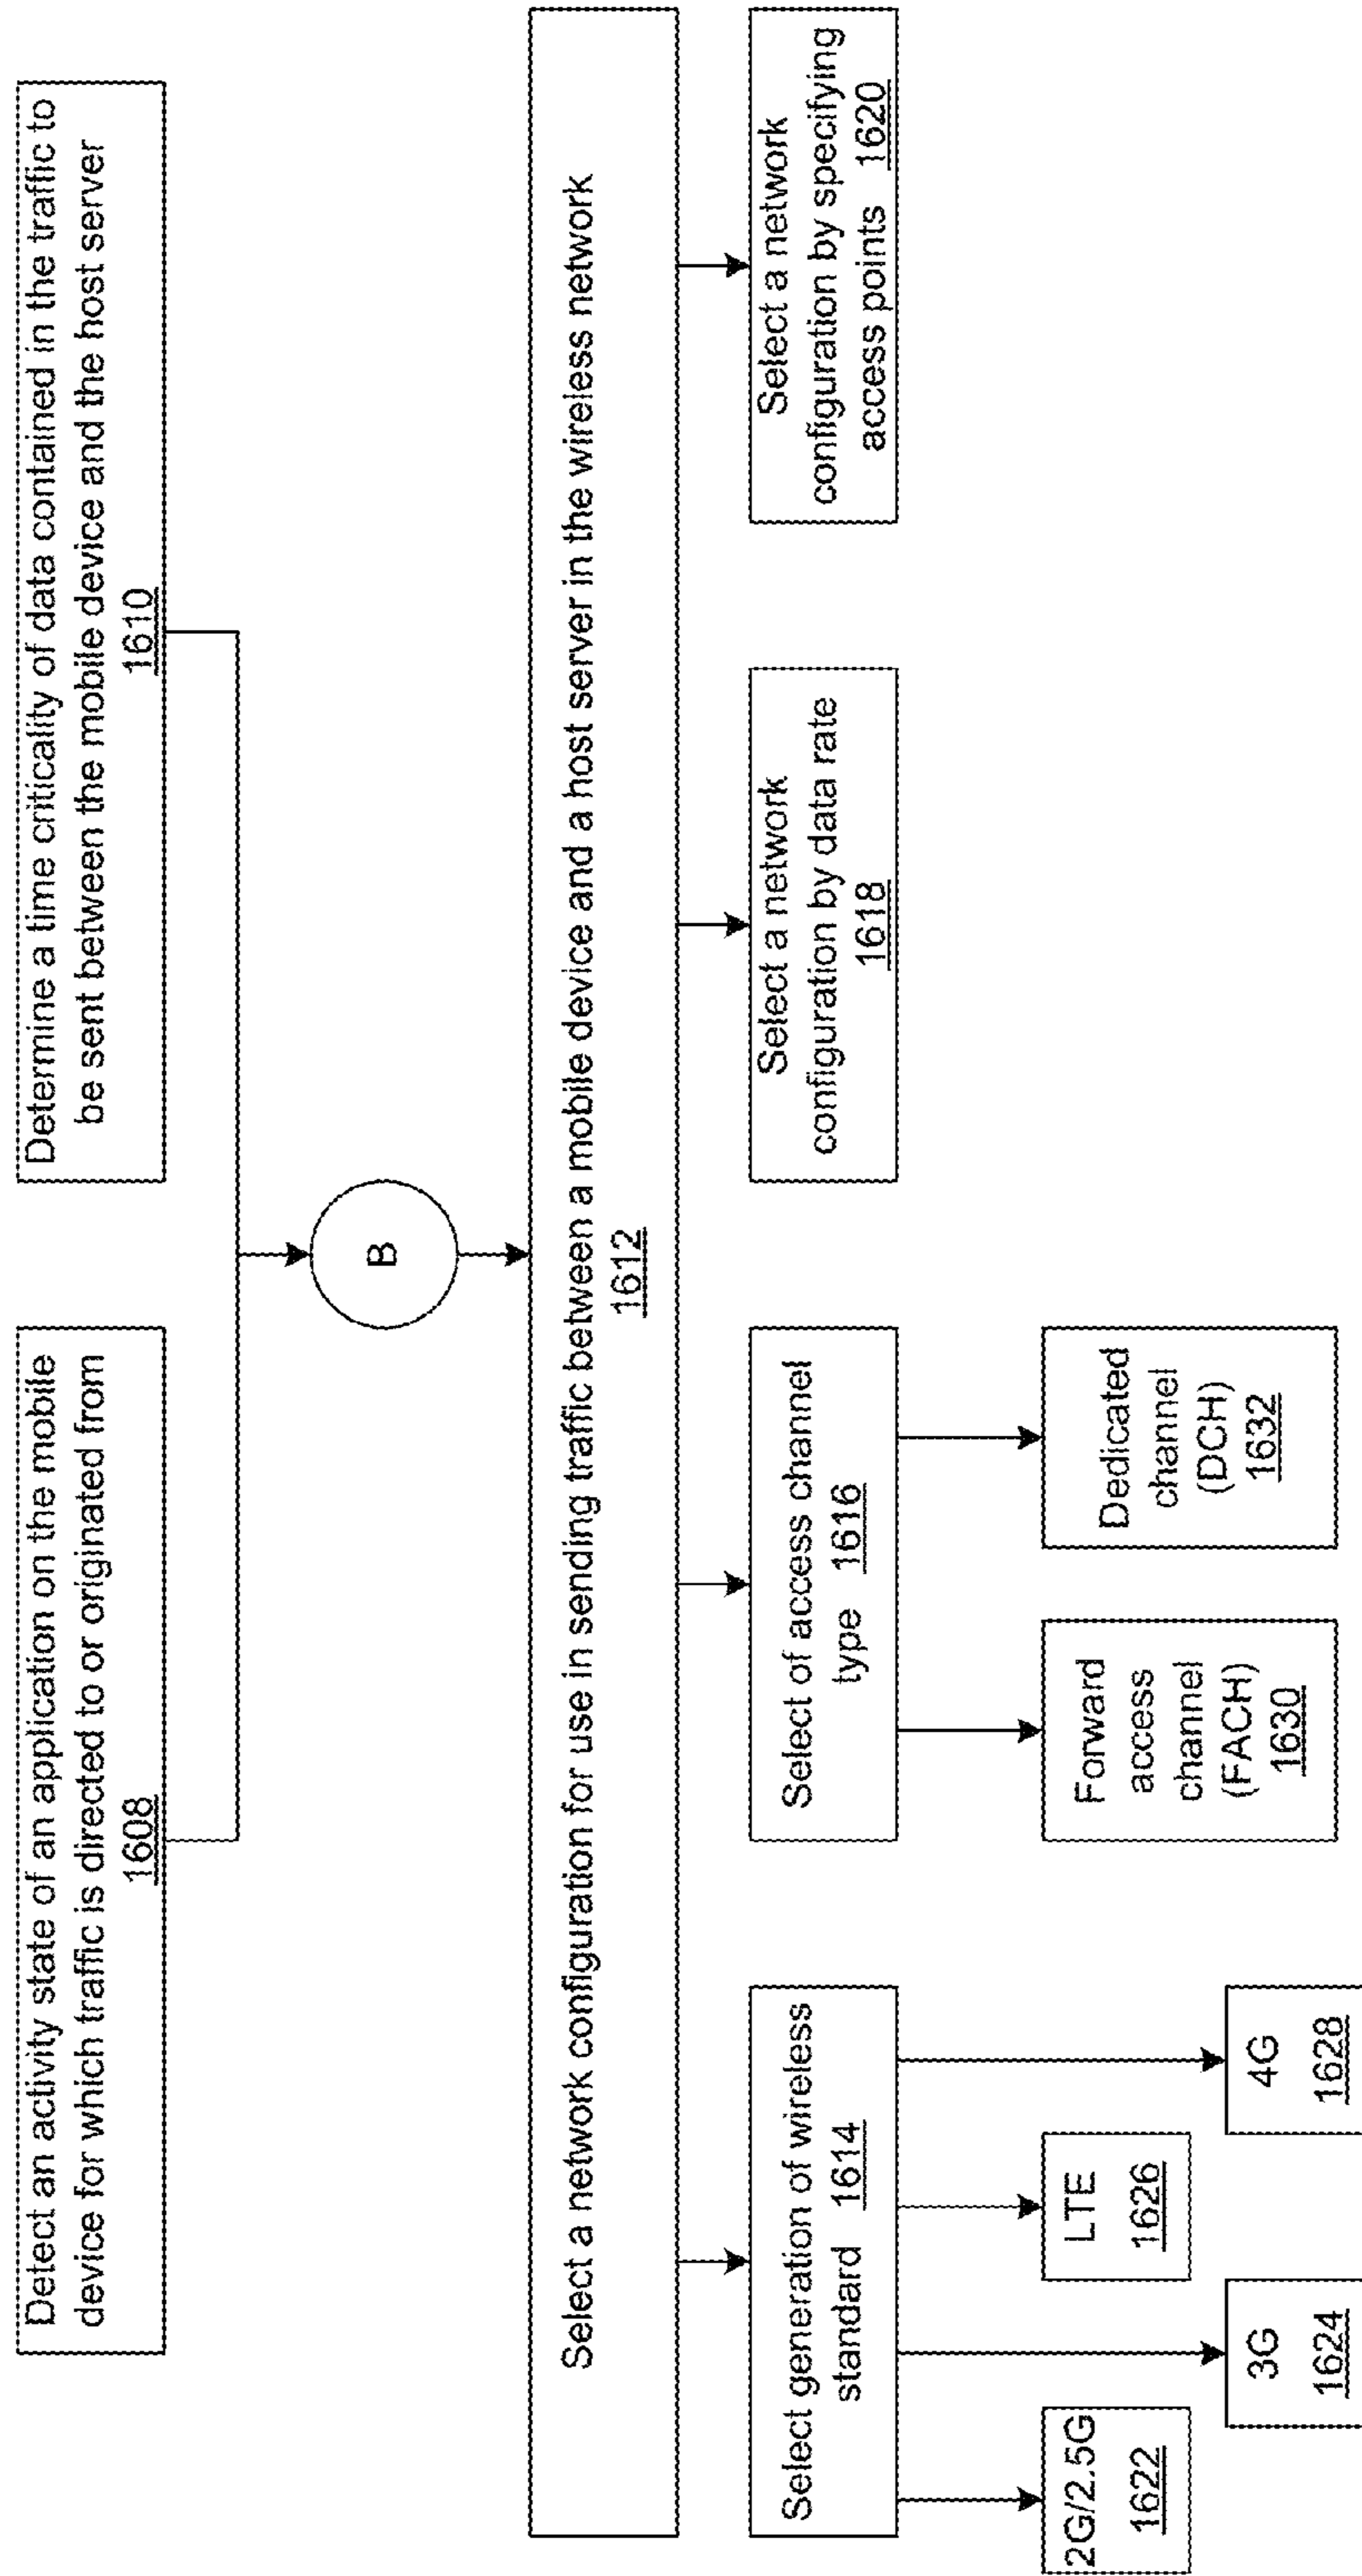 Detect an activity state of an application on the mobile
device for which traffic is directed to or originated from
1608
Determine a time criticality of data contained in the traffic to
be sent between the mobile device and the host server
1610
B
Select a network configuration for use in sending traffic between a mobile device and a host server in the wireless network
1612
Select generation of wireless
standard 1614
Select of access channel
type 1616
Select a network
configuration by data rate
1618
Select a network
configuration by specifying
access points 1620
2G/2.5G
1622
3G
1624
LTE
1626
4G
1628
Forward
access
channel
(FACH)
1630
Dedicated
channel
(DCH)
1632